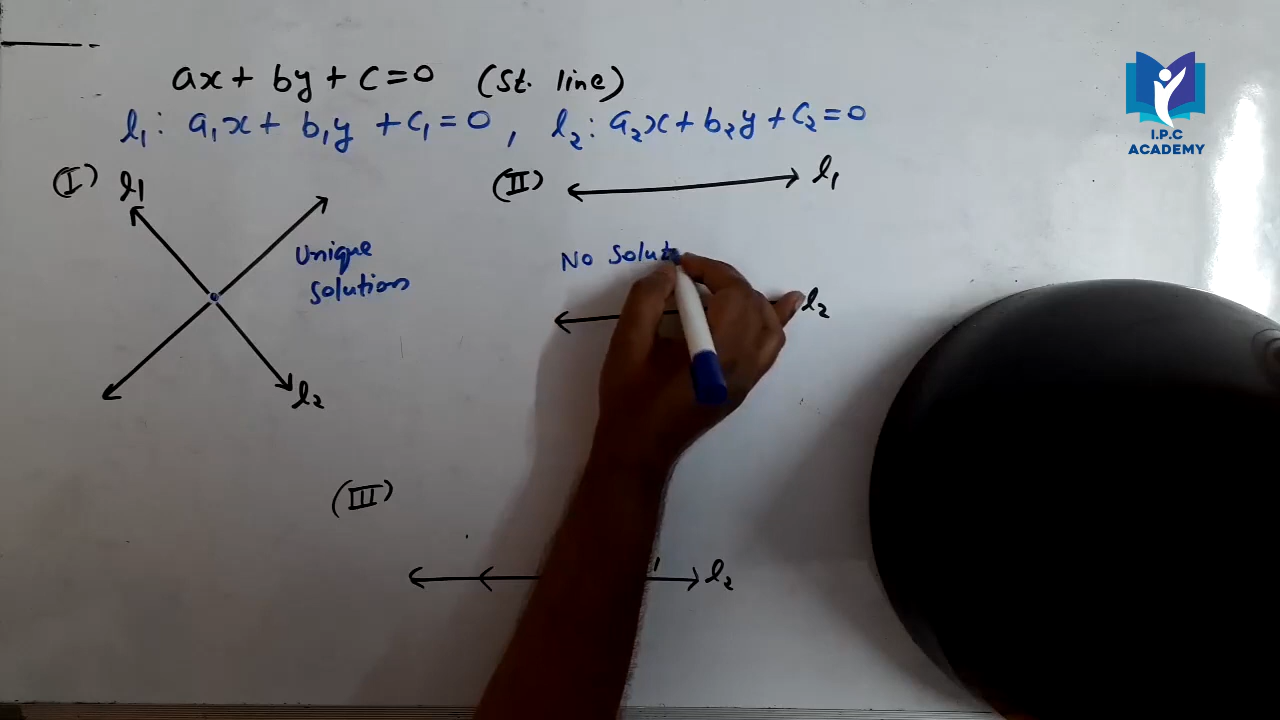 ax + by + c = 0 (St. line)
l₁: a₁x + b₁y + c₁ = 0, l₂: a₂x + b₂y + c₂ = 0
I.P.C
ACADEMY
(I) l₁
Unique
Solutions
l₂
(II) l₁
No Solut
l₂
(III)
l₂